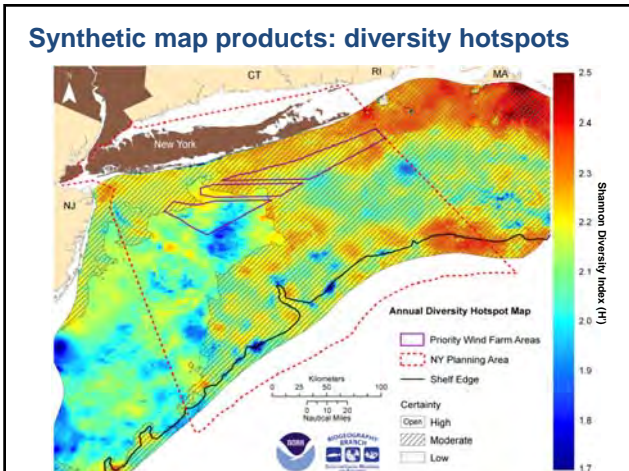 Synthetic map products: diversity hotspots
CT
RI
MA
New York
NJ
2.5
2.4
2.3
2.2
2.1
2.0
1.9
1.8
1.7
Shannon Diversity Index (H')
Annual Diversity Hotspot Map
Priority Wind Farm Areas
NY Planning Area
Shelf Edge
Kilometers
0 25 50 100
0 10 20
Nautical Miles
Certainty
Open High
Moderate
Low
NOAA
BIOGEOGRAPHY
BRANCH